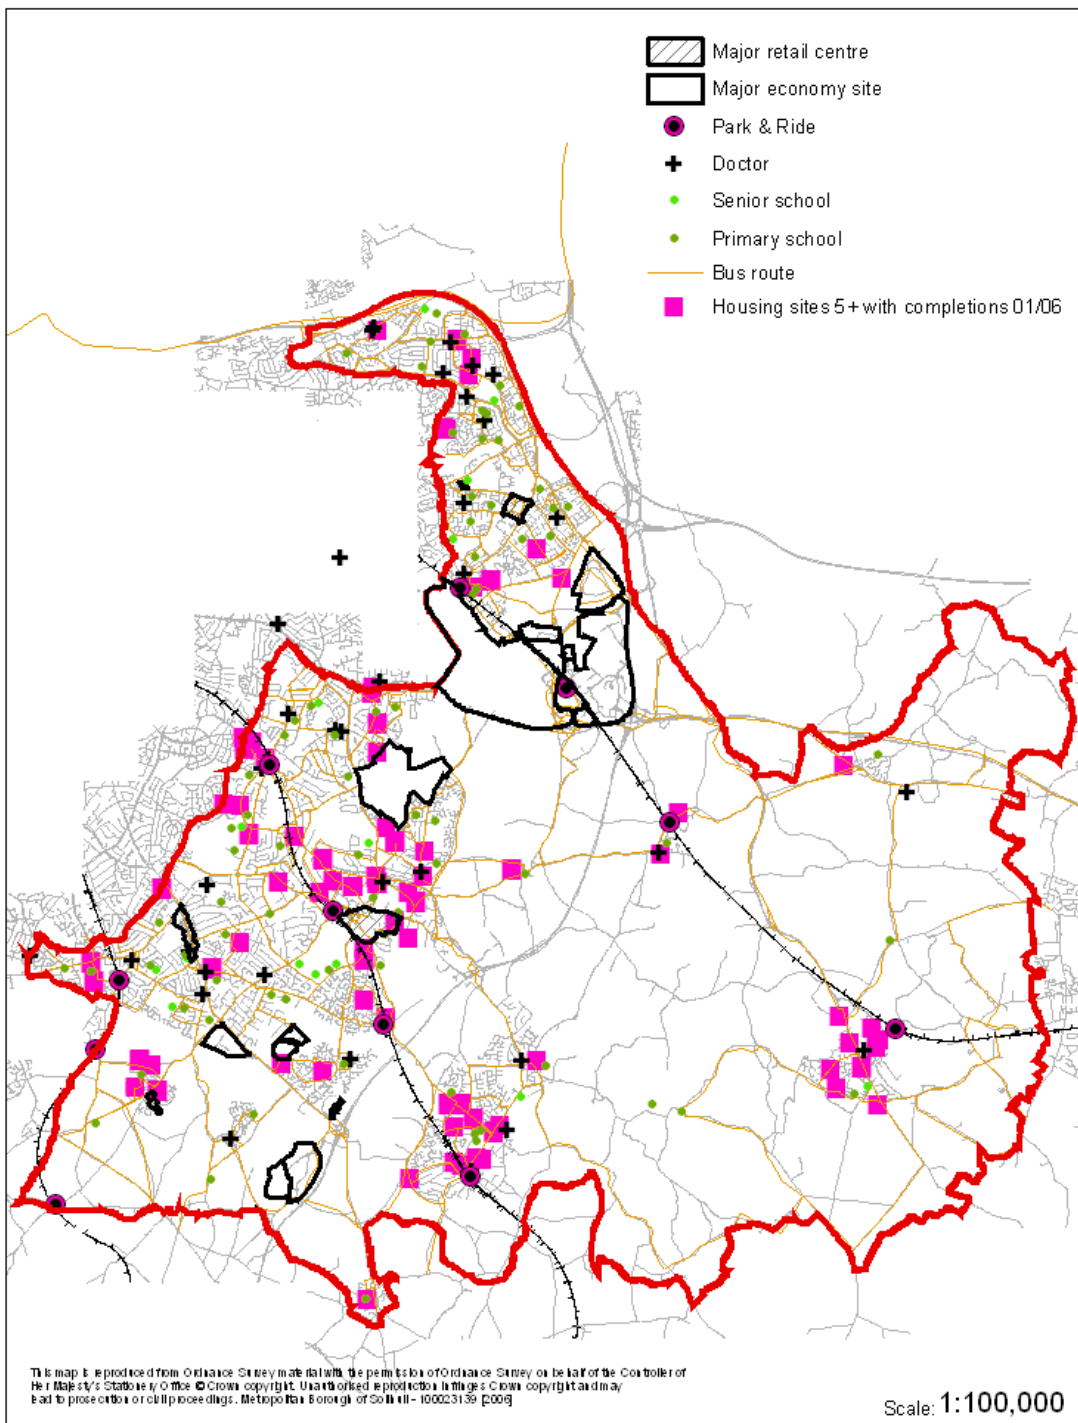 Major retail centre
Major economy site
Park & Ride
Doctor
Senior school
Primary school
Bus route
Housing sites 5+ with completions 01/06
This map is reproduced from Ordnance Survey material with the permission of Ordnance Survey on behalf of the Controller of
Her Majesty's Stationery Office © Crown copyright. Unauthorised reproduction infringes Crown copyright and may
lead to prosecution or civil proceedings. Metropolitan Borough of Solihull - 100023139 [2006]
Scale: 1:100,000